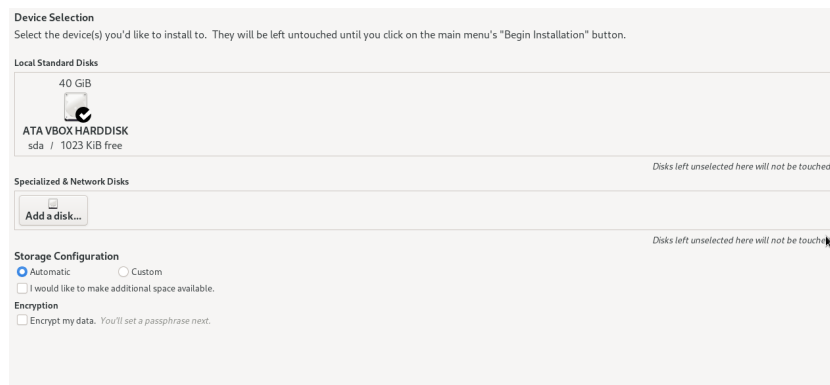 Device Selection
Select the device(s) you'd like to install to. They will be left untouched until you click on the main menu's "Begin Installation" button.
Local Standard Disks
40 GiB
ATA VBOX HARDDISK
sda / 1023 KiB free
Disks left unselected here will not be touched
Specialized & Network Disks
Add a disk...
Disks left unselected here will not be touched
Storage Configuration
Automatic Custom
I would like to make additional space available.
Encryption
Encrypt my data. You'll set a passphrase next.